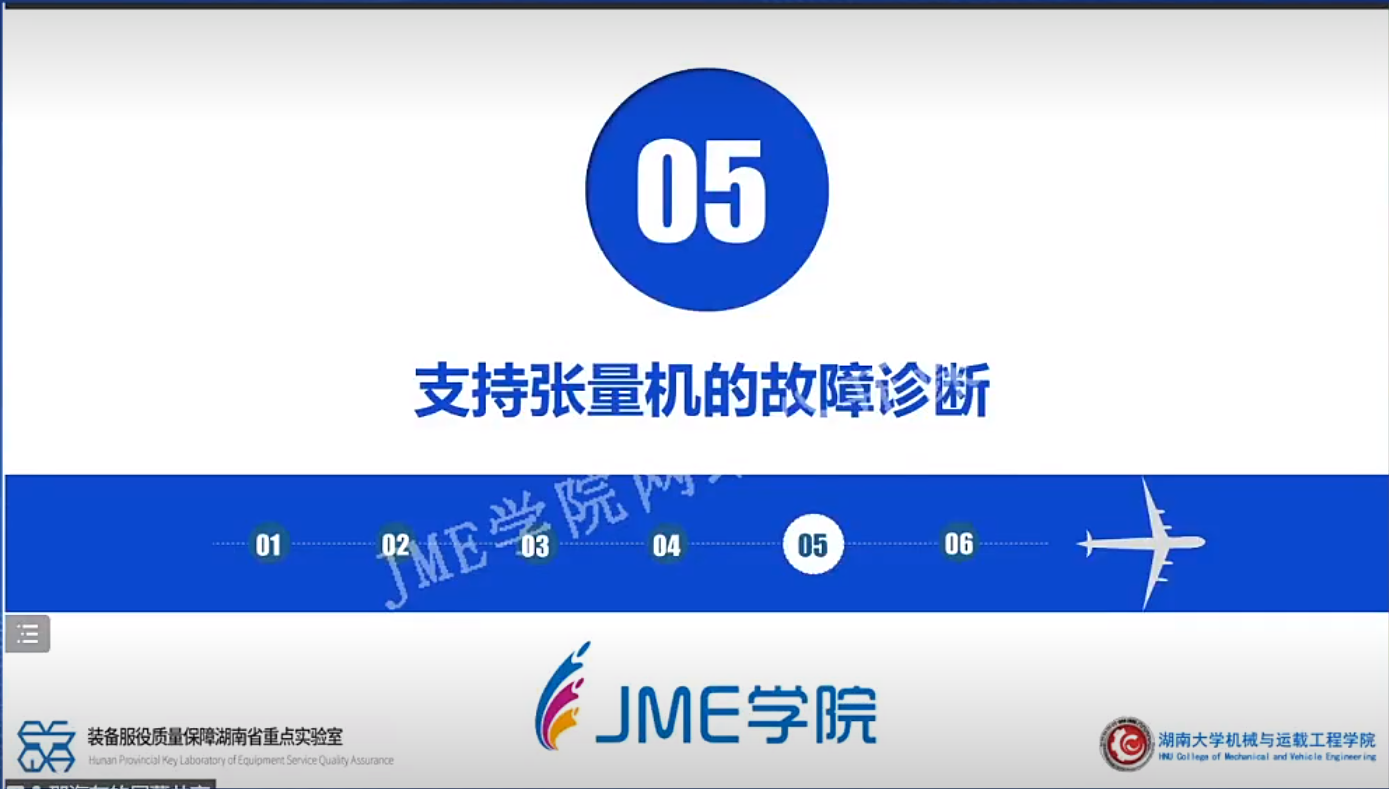 05
支持张量机的故障诊断
JME学院网
01 02 03 04 05 06
JME学院
装备服役质量保障湖南省重点实验室
Hunan Provincial Key Laboratory of Equipment Service Quality Assurance
湖南大学机械与运载工程学院
HNU College of Mechanical and Vehicle Engineering